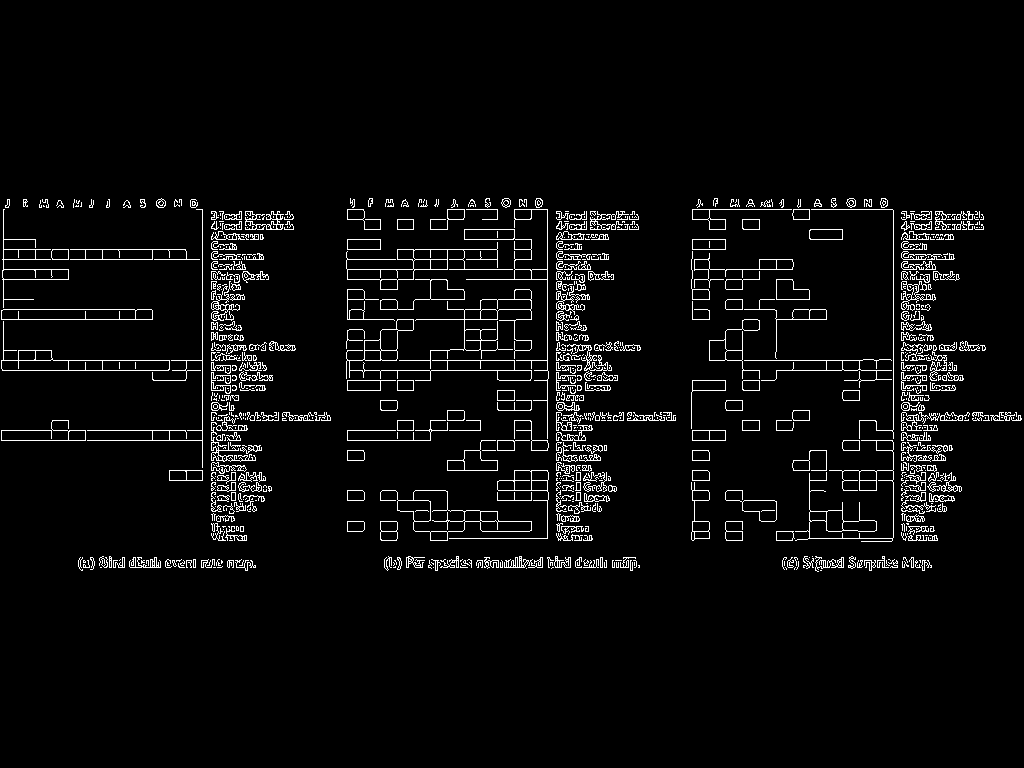 J F M A M J J A S O N D
3-Toed Shorebirds
4-Toed Shorebirds
Albatrosses
Coots
Cormorants
Corvids
Diving Ducks
Eagles
Falcons
Geese
Gulls
Hawks
Herons
Jaegers and Skuas
Kittiwakes
Large Alcids
Large Grebes
Large Loons
Murre
Owls
Partly-Webbed Shorebirds
Pelicans
Petrels
Phalaropes
Pheasants
Pigeons
Small Alcids
Small Grebes
Small Loons
Songbirds
Terns
Vultures
(a) Bird death event rate map.
J F M A M J J A S O N D
3-Toed Shorebirds
4-Toed Shorebirds
Albatrosses
Coots
Cormorants
Corvids
Diving Ducks
Eagles
Falcons
Geese
Gulls
Hawks
Herons
Jaegers and Skuas
Kittiwakes
Large Alcids
Large Grebes
Large Loons
Murre
Owls
Partly-Webbed Shorebirds
Pelicans
Petrels
Phalaropes
Pheasants
Pigeons
Small Alcids
Small Grebes
Small Loons
Songbirds
Terns
Vultures
(b) Per species normalized bird death map.
J F M A M J J A S O N D
3-Toed Shorebirds
4-Toed Shorebirds
Albatrosses
Coots
Cormorants
Corvids
Diving Ducks
Eagles
Falcons
Geese
Gulls
Hawks
Herons
Jaegers and Skuas
Kittiwakes
Large Alcids
Large Grebes
Large Loons
Murre
Owls
Partly-Webbed Shorebirds
Pelicans
Petrels
Phalaropes
Pheasants
Pigeons
Small Alcids
Small Grebes
Small Loons
Songbirds
Terns
Vultures
(c) Signed Surprise Map.